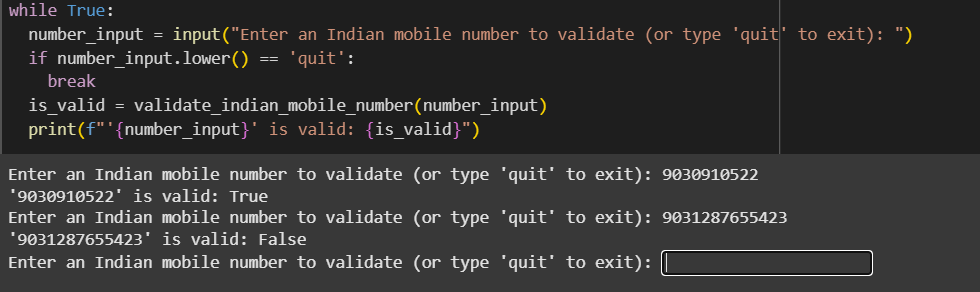 while True:
  number_input = input("Enter an Indian mobile number to validate (or type 'quit' to exit): ")
  if number_input.lower() == 'quit':
    break
  is_valid = validate_indian_mobile_number(number_input)
  print(f"'{number_input}' is valid: {is_valid}")
Enter an Indian mobile number to validate (or type 'quit' to exit): 9030910522
'9030910522' is valid: True
Enter an Indian mobile number to validate (or type 'quit' to exit): 9031287655423
'9031287655423' is valid: False
Enter an Indian mobile number to validate (or type 'quit' to exit):